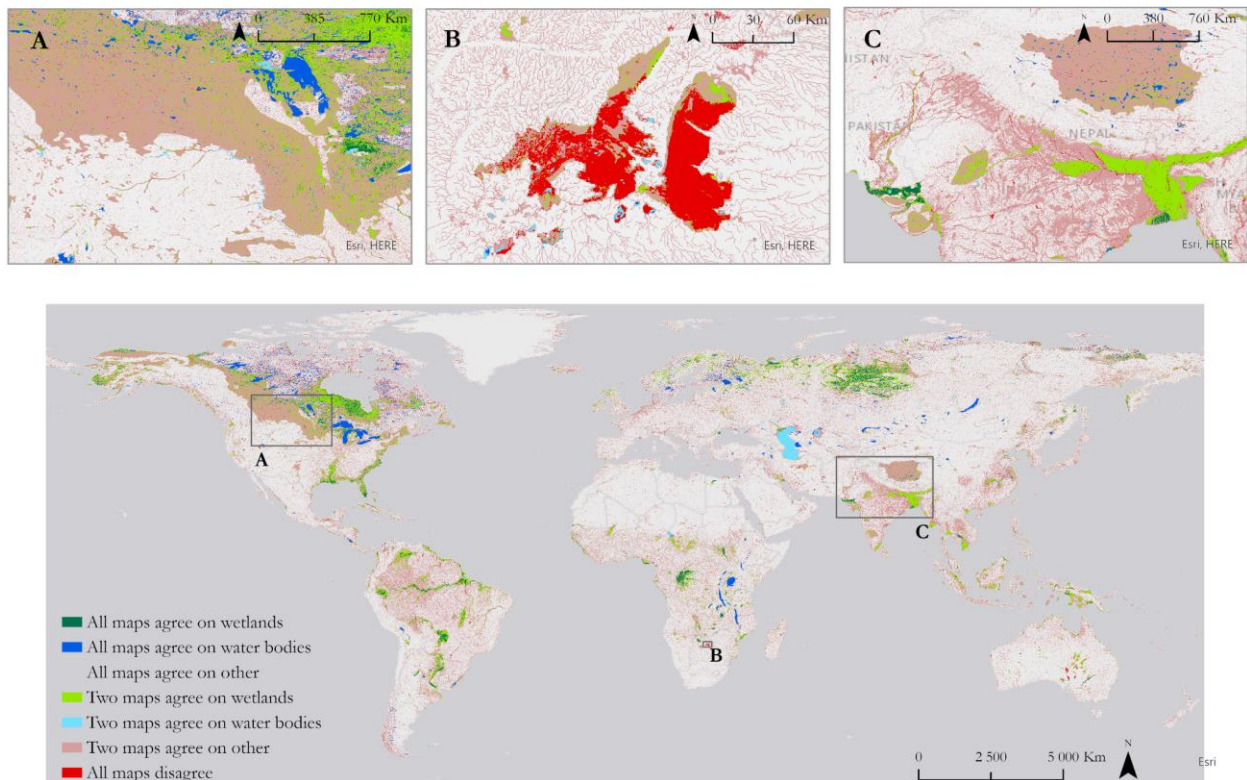 A
0 385 770 Km
Esri, HERE
B
N
0 30 60 Km
Esri, HERE
C
N
0 380 760 Km
PAKISTAN
NEPAL
Esri, HERE
A
B
C
All maps agree on wetlands
All maps agree on water bodies
All maps agree on other
Two maps agree on wetlands
Two maps agree on water bodies
Two maps agree on other
All maps disagree
0 2 500 5 000 Km
N
Esri